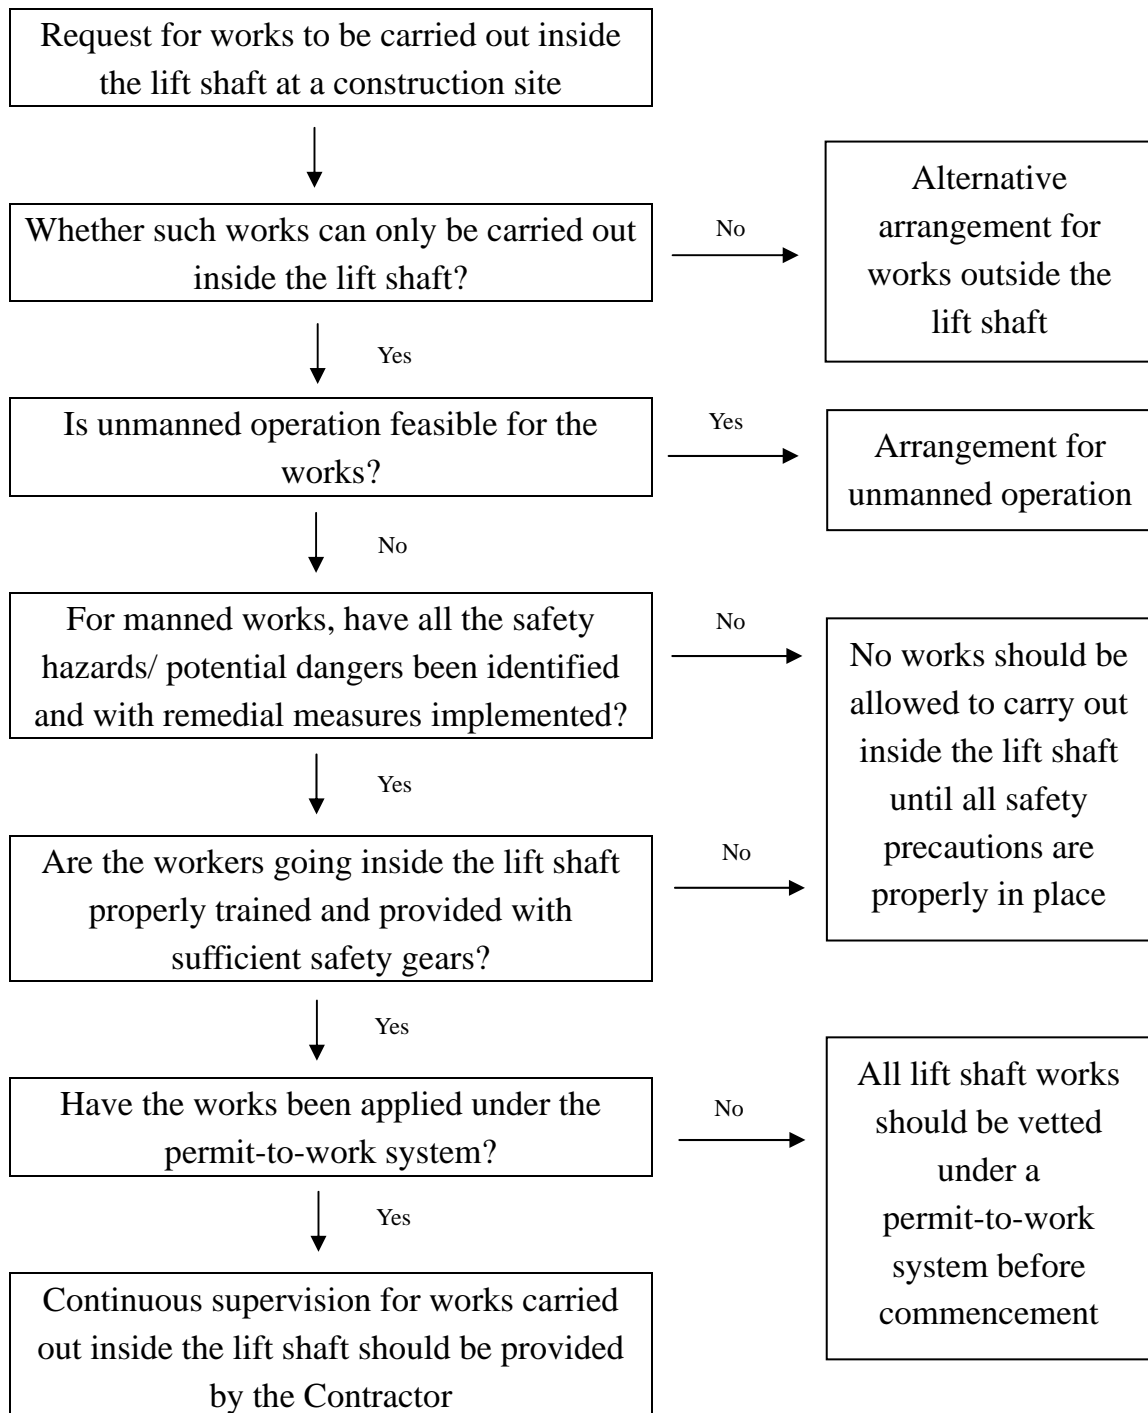 Request for works to be carried out inside
the lift shaft at a construction site
Whether such works can only be carried out
inside the lift shaft?
No
Alternative
arrangement for
works outside the
lift shaft
Yes
Is unmanned operation feasible for the
works?
Yes
Arrangement for
unmanned operation
No
For manned works, have all the safety
hazards/ potential dangers been identified
and with remedial measures implemented?
No
No works should be
allowed to carry out
inside the lift shaft
until all safety
precautions are
properly in place
Yes
Are the workers going inside the lift shaft
properly trained and provided with
sufficient safety gears?
No
Yes
Have the works been applied under the
permit-to-work system?
No
All lift shaft works
should be vetted
under a
permit-to-work
system before
commencement
Yes
Continuous supervision for works carried
out inside the lift shaft should be provided
by the Contractor